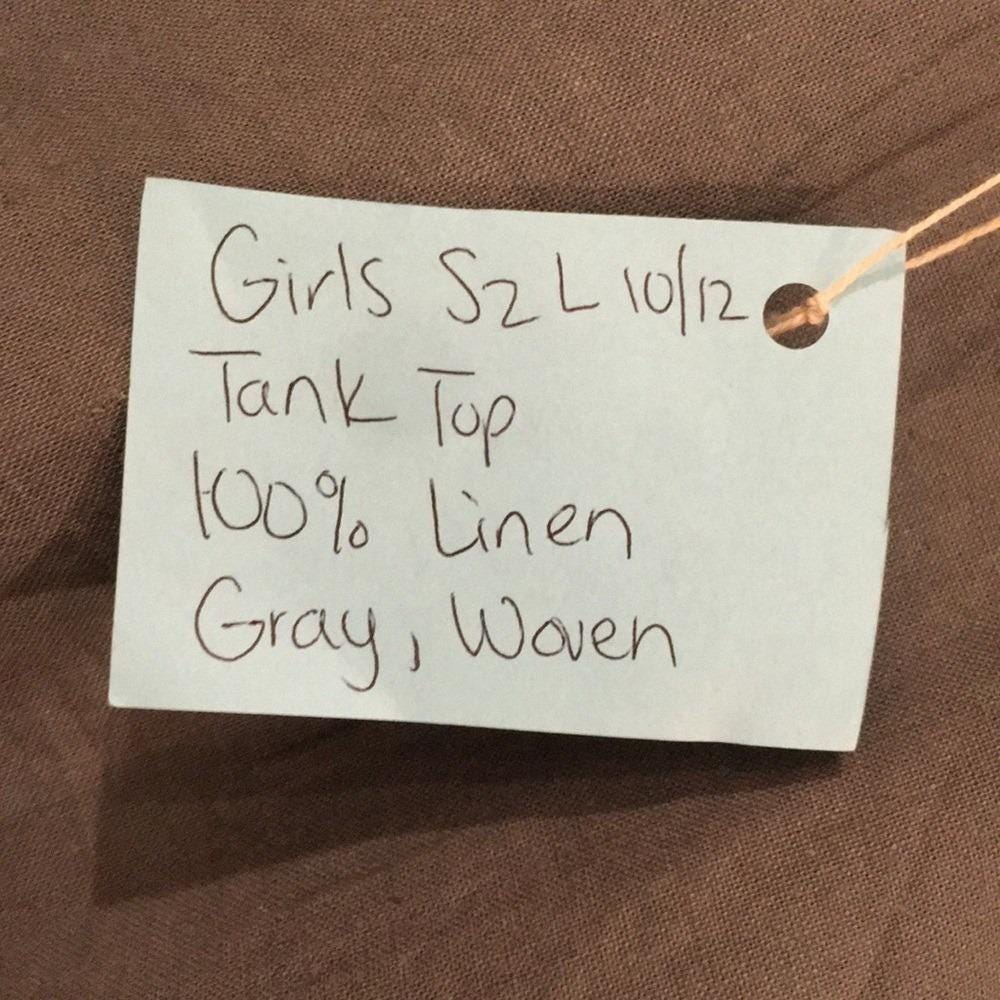 Girls Sz L 10/12
Tank Top
100% Linen
Gray, Woven